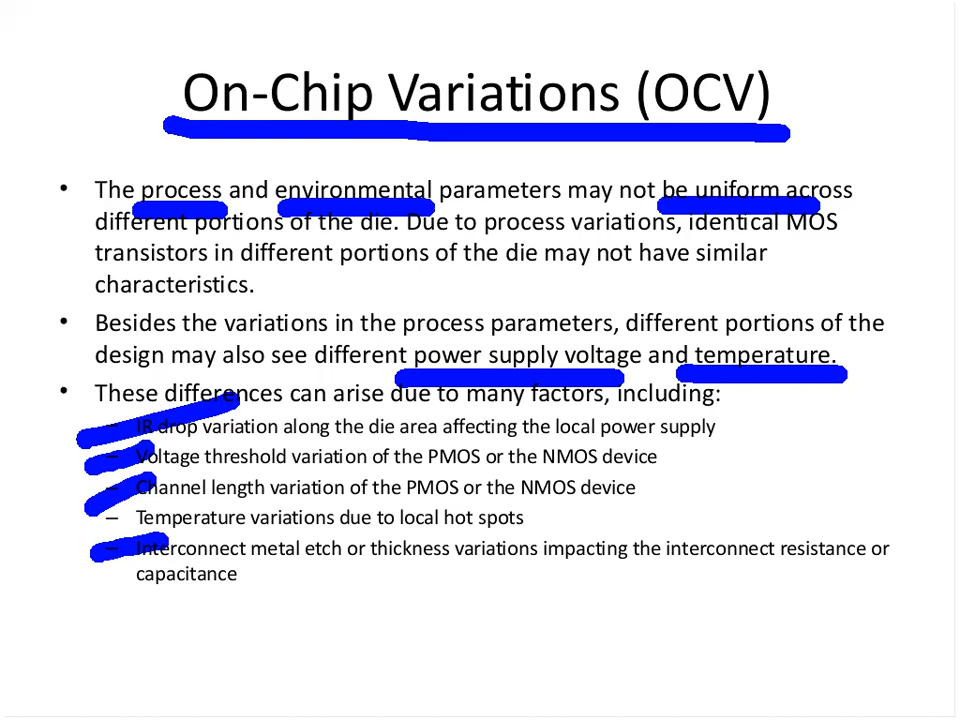 On-Chip Variations (OCV)
• The process and environmental parameters may not be uniform across
different portions of the die. Due to process variations, identical MOS
transistors in different portions of the die may not have similar
characteristics.
• Besides the variations in the process parameters, different portions of the
design may also see different power supply voltage and temperature.
• These differences can arise due to many factors, including:
– IR drop variation along the die area affecting the local power supply
– Voltage threshold variation of the PMOS or the NMOS device
– Channel length variation of the PMOS or the NMOS device
– Temperature variations due to local hot spots
– Interconnect metal etch or thickness variations impacting the interconnect resistance or
capacitance